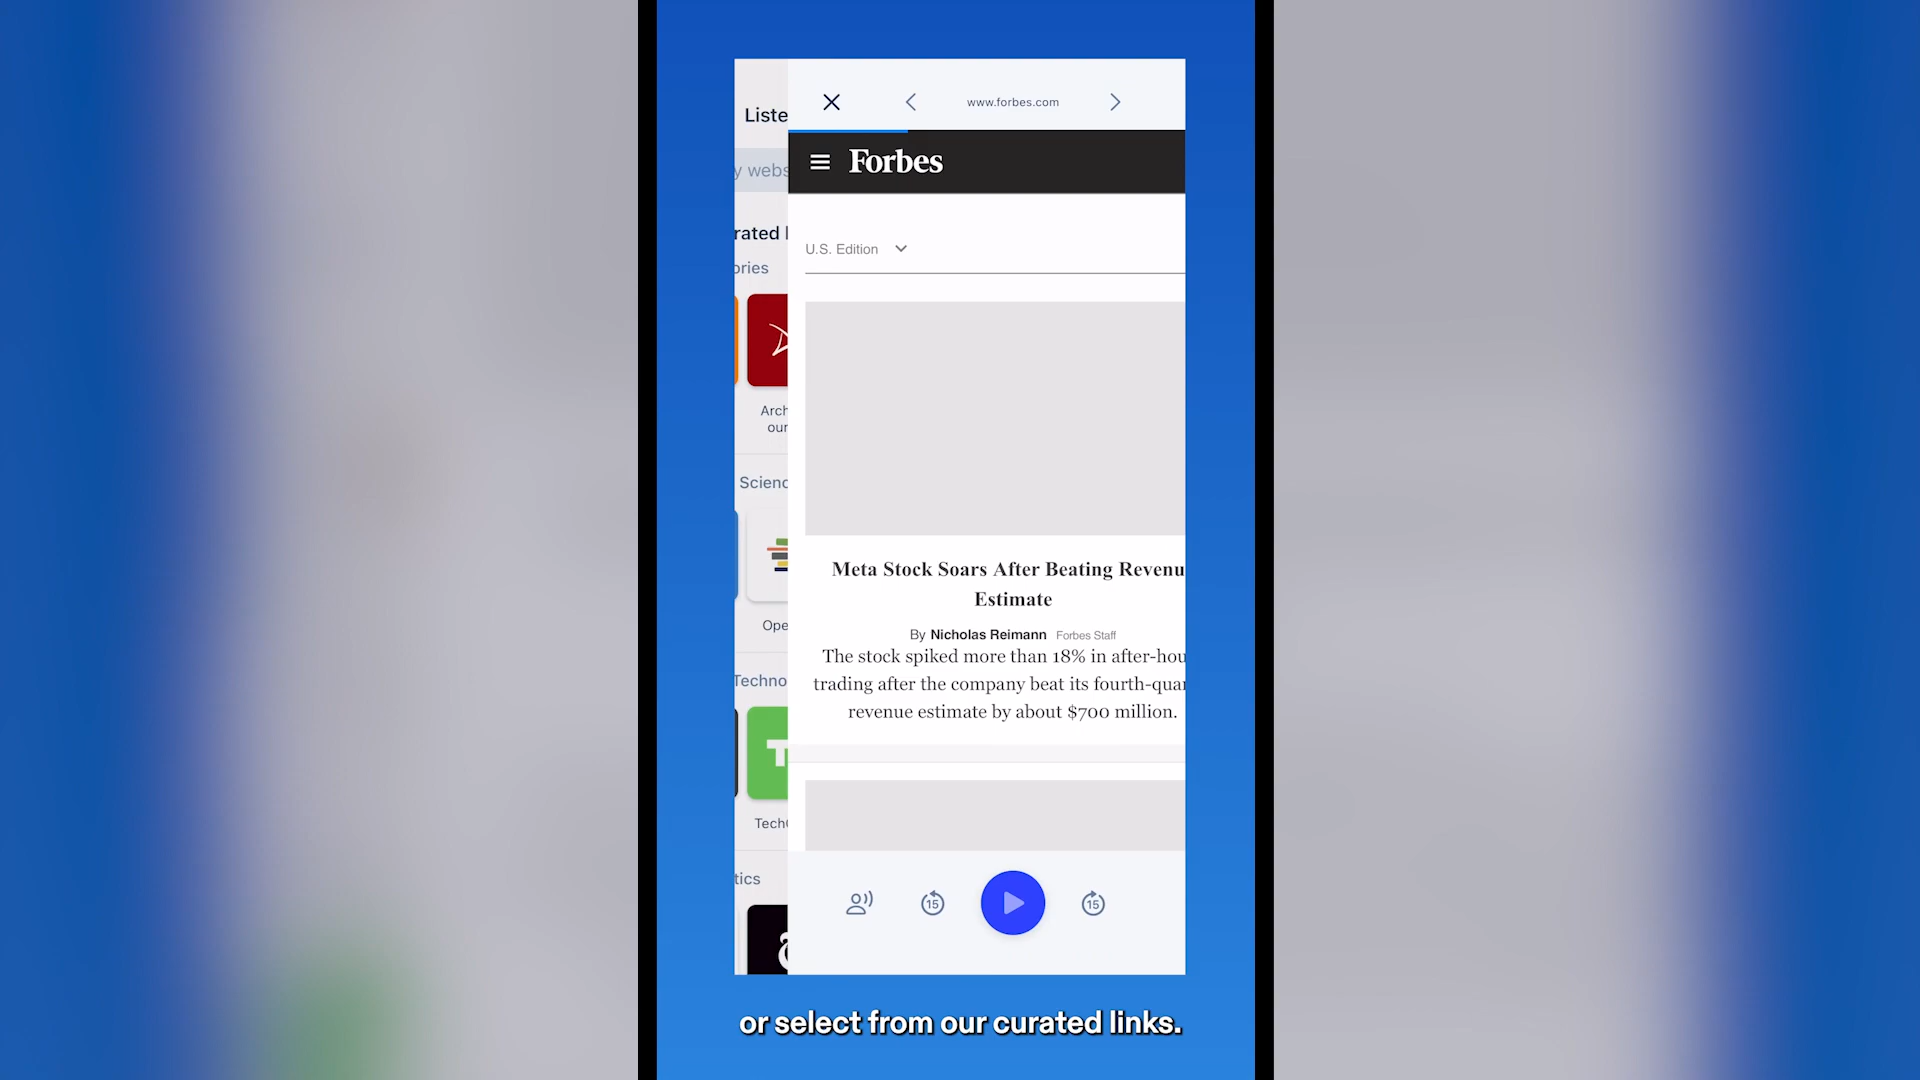 Liste
www.forbes.com
y webs
Forbes
rated l
ories
U.S. Edition
Arch
our
Scienc
Meta Stock Soars After Beating Revenu
Estimate
By Nicholas Reimann Forbes Staff
Ope
The stock spiked more than 18% in after-hou
Techno
trading after the company beat its fourth-quar
revenue estimate by about $700 million.
T
Tech
tics
15
15
or select from our curated links.